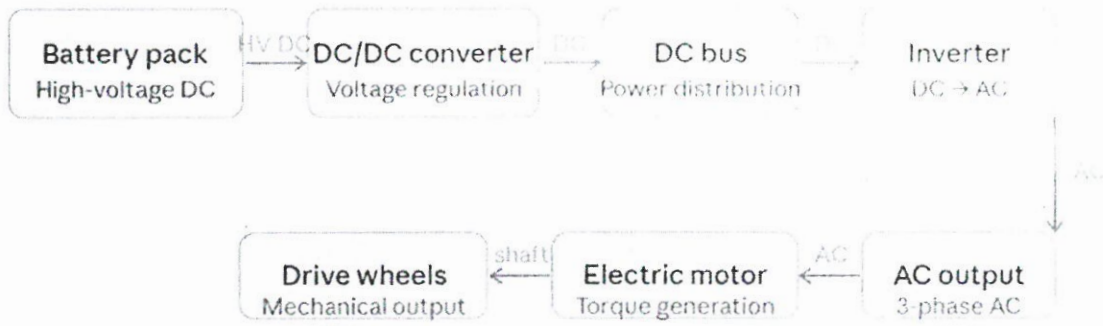 Battery pack
High-voltage DC
HV DC
DC/DC converter
Voltage regulation
DC
DC bus
Power distribution
Inverter
DC → AC
AC
AC output
3-phase AC
AC
Electric motor
Torque generation
shaft
Drive wheels
Mechanical output